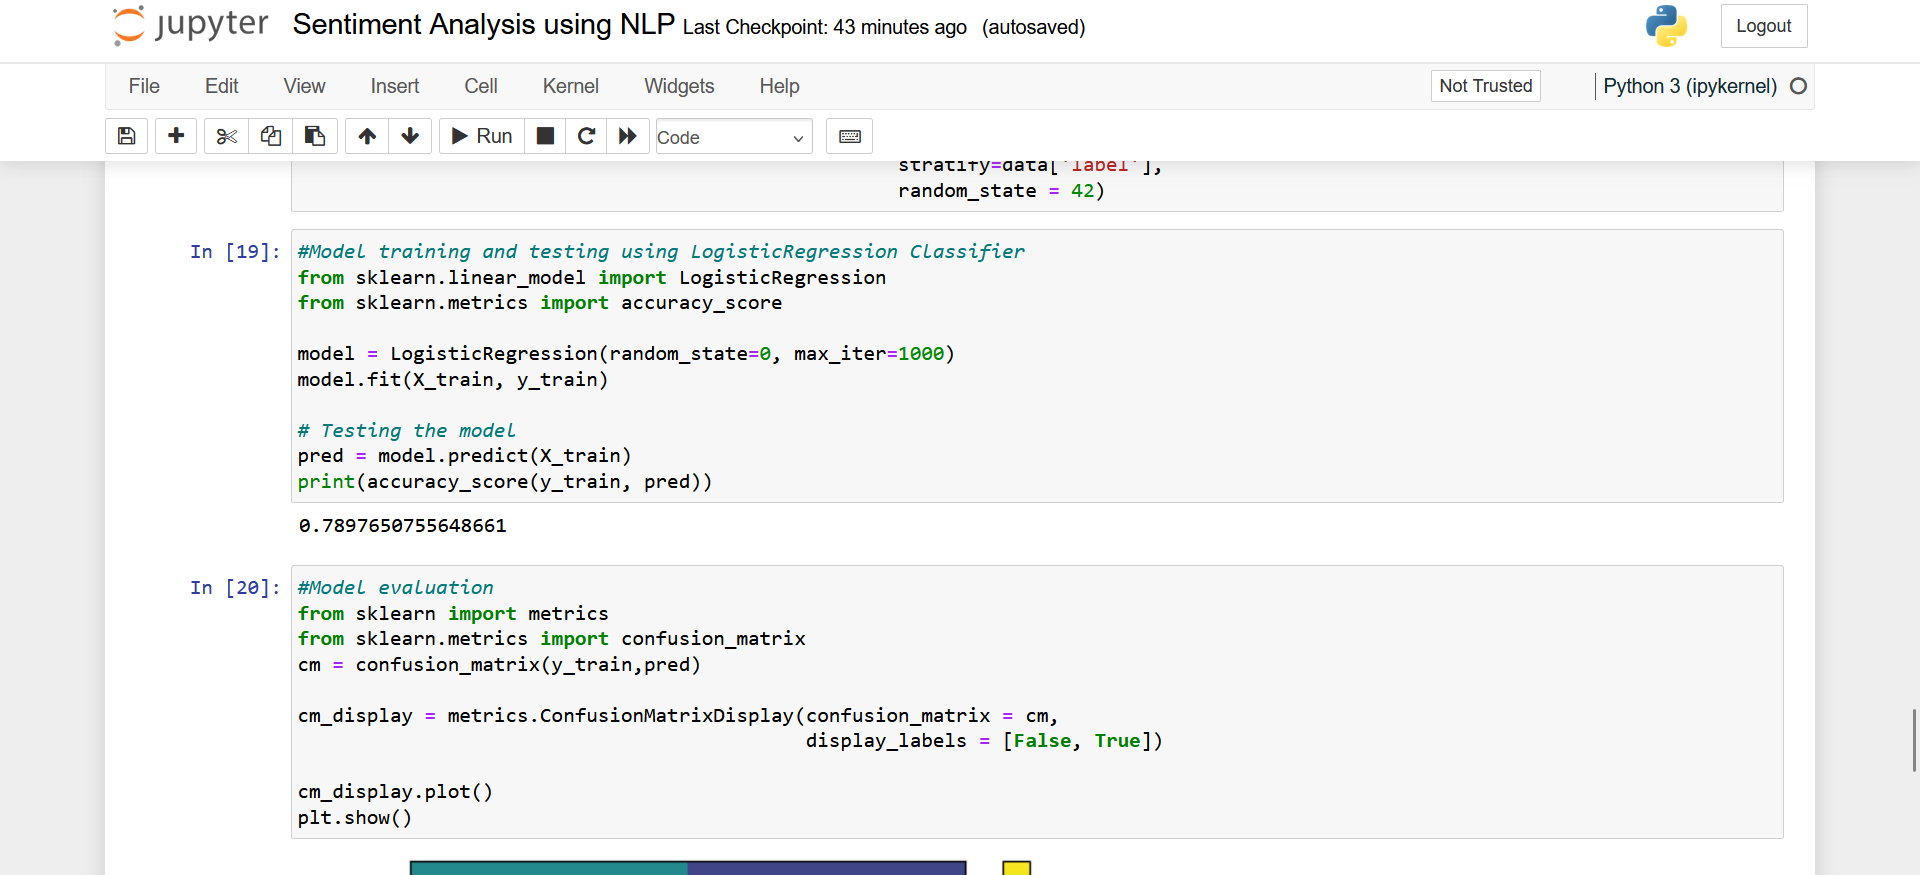 jupyter Sentiment Analysis using NLP Last Checkpoint: 43 minutes ago (autosaved) Logout
File Edit View Insert Cell Kernel Widgets Help Not Trusted Python 3 (ipykernel)
Run Code
stratify=data['label'],
random_state = 42)
In [19]: #Model training and testing using LogisticRegression Classifier
from sklearn.linear_model import LogisticRegression
from sklearn.metrics import accuracy_score
model = LogisticRegression(random_state=0, max_iter=1000)
model.fit(X_train, y_train)
# Testing the model
pred = model.predict(X_train)
print(accuracy_score(y_train, pred))
0.7897650755648661
In [20]: #Model evaluation
from sklearn import metrics
from sklearn.metrics import confusion_matrix
cm = confusion_matrix(y_train,pred)
cm_display = metrics.ConfusionMatrixDisplay(confusion_matrix = cm,
display_labels = [False, True])
cm_display.plot()
plt.show()